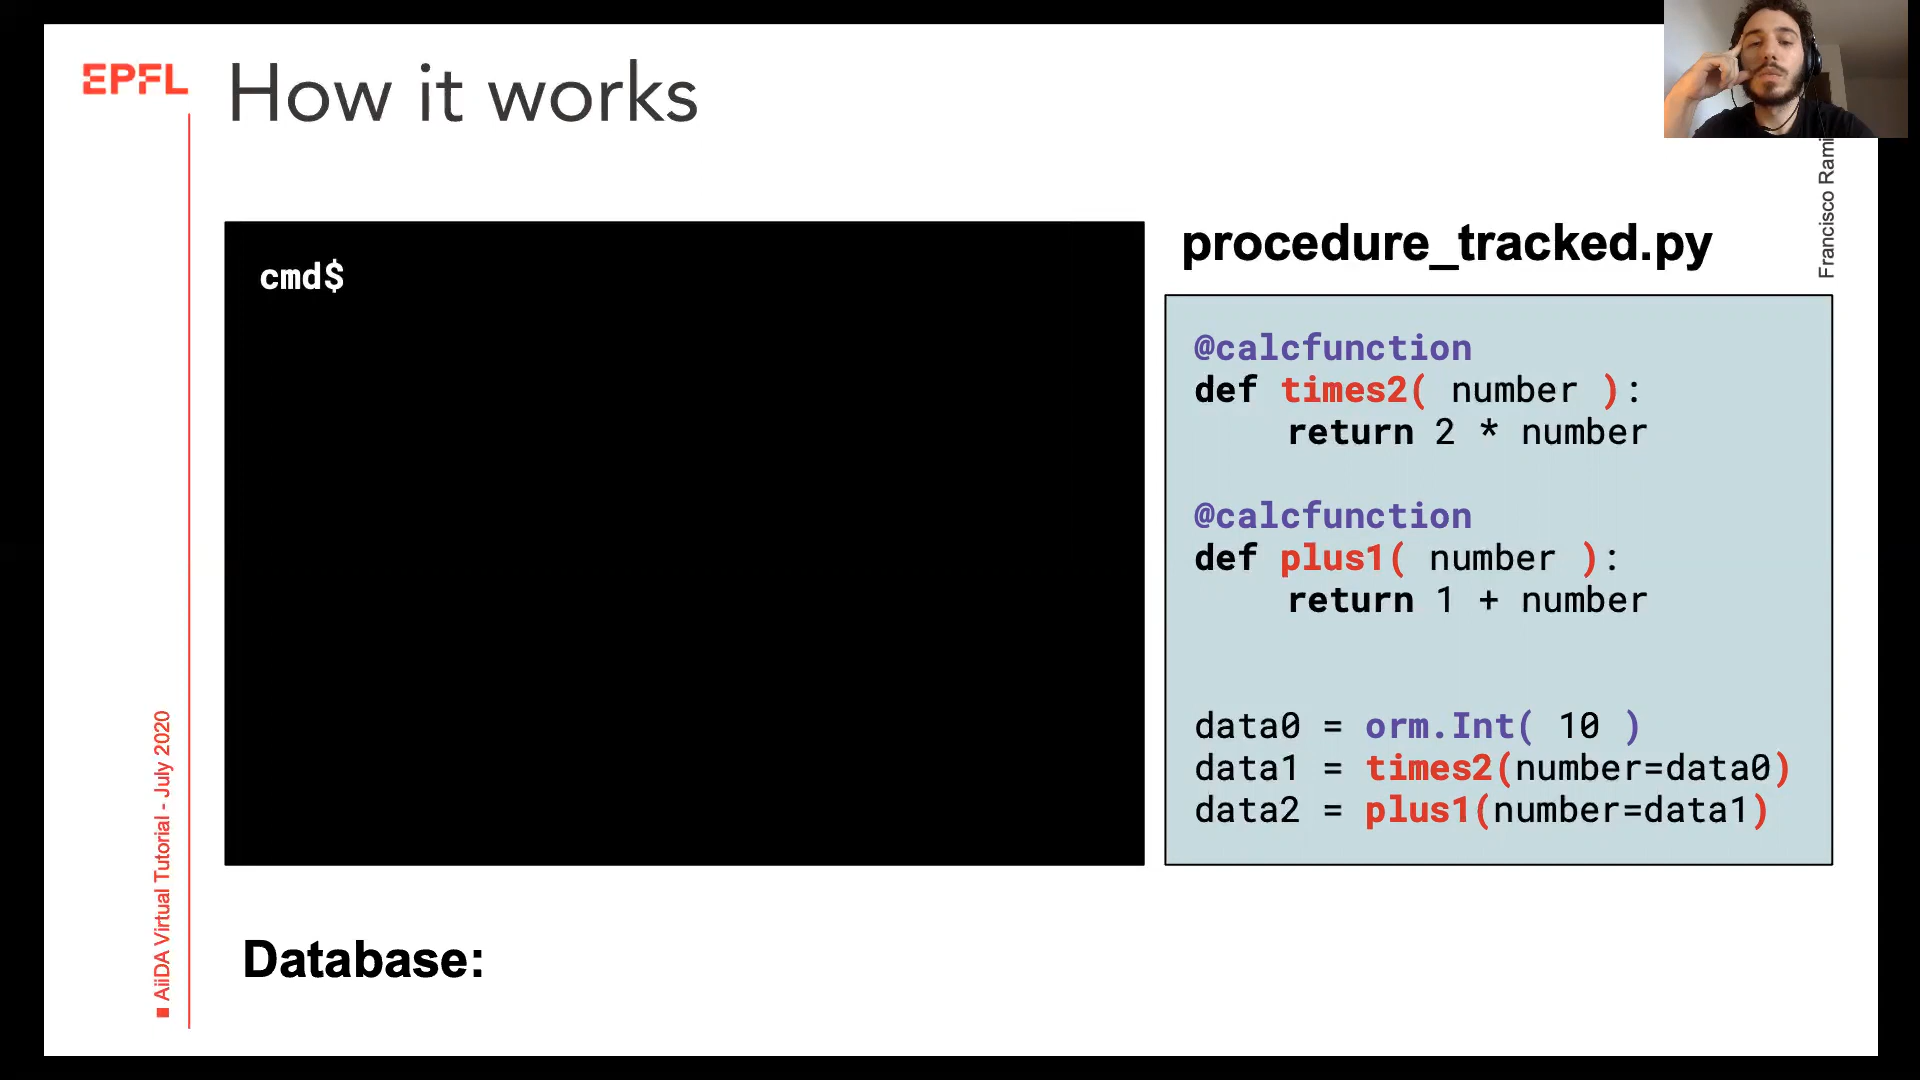 EPFL
How it works
Francisco Rami
cmd$
procedure_tracked.py
@calcfunction
def times2( number ):
return 2 * number
@calcfunction
def plus1( number ):
return 1 + number
data0 = orm.Int( 10 )
data1 = times2(number=data0)
data2 = plus1(number=data1)
AiiDA Virtual Tutorial - July 2020
Database: